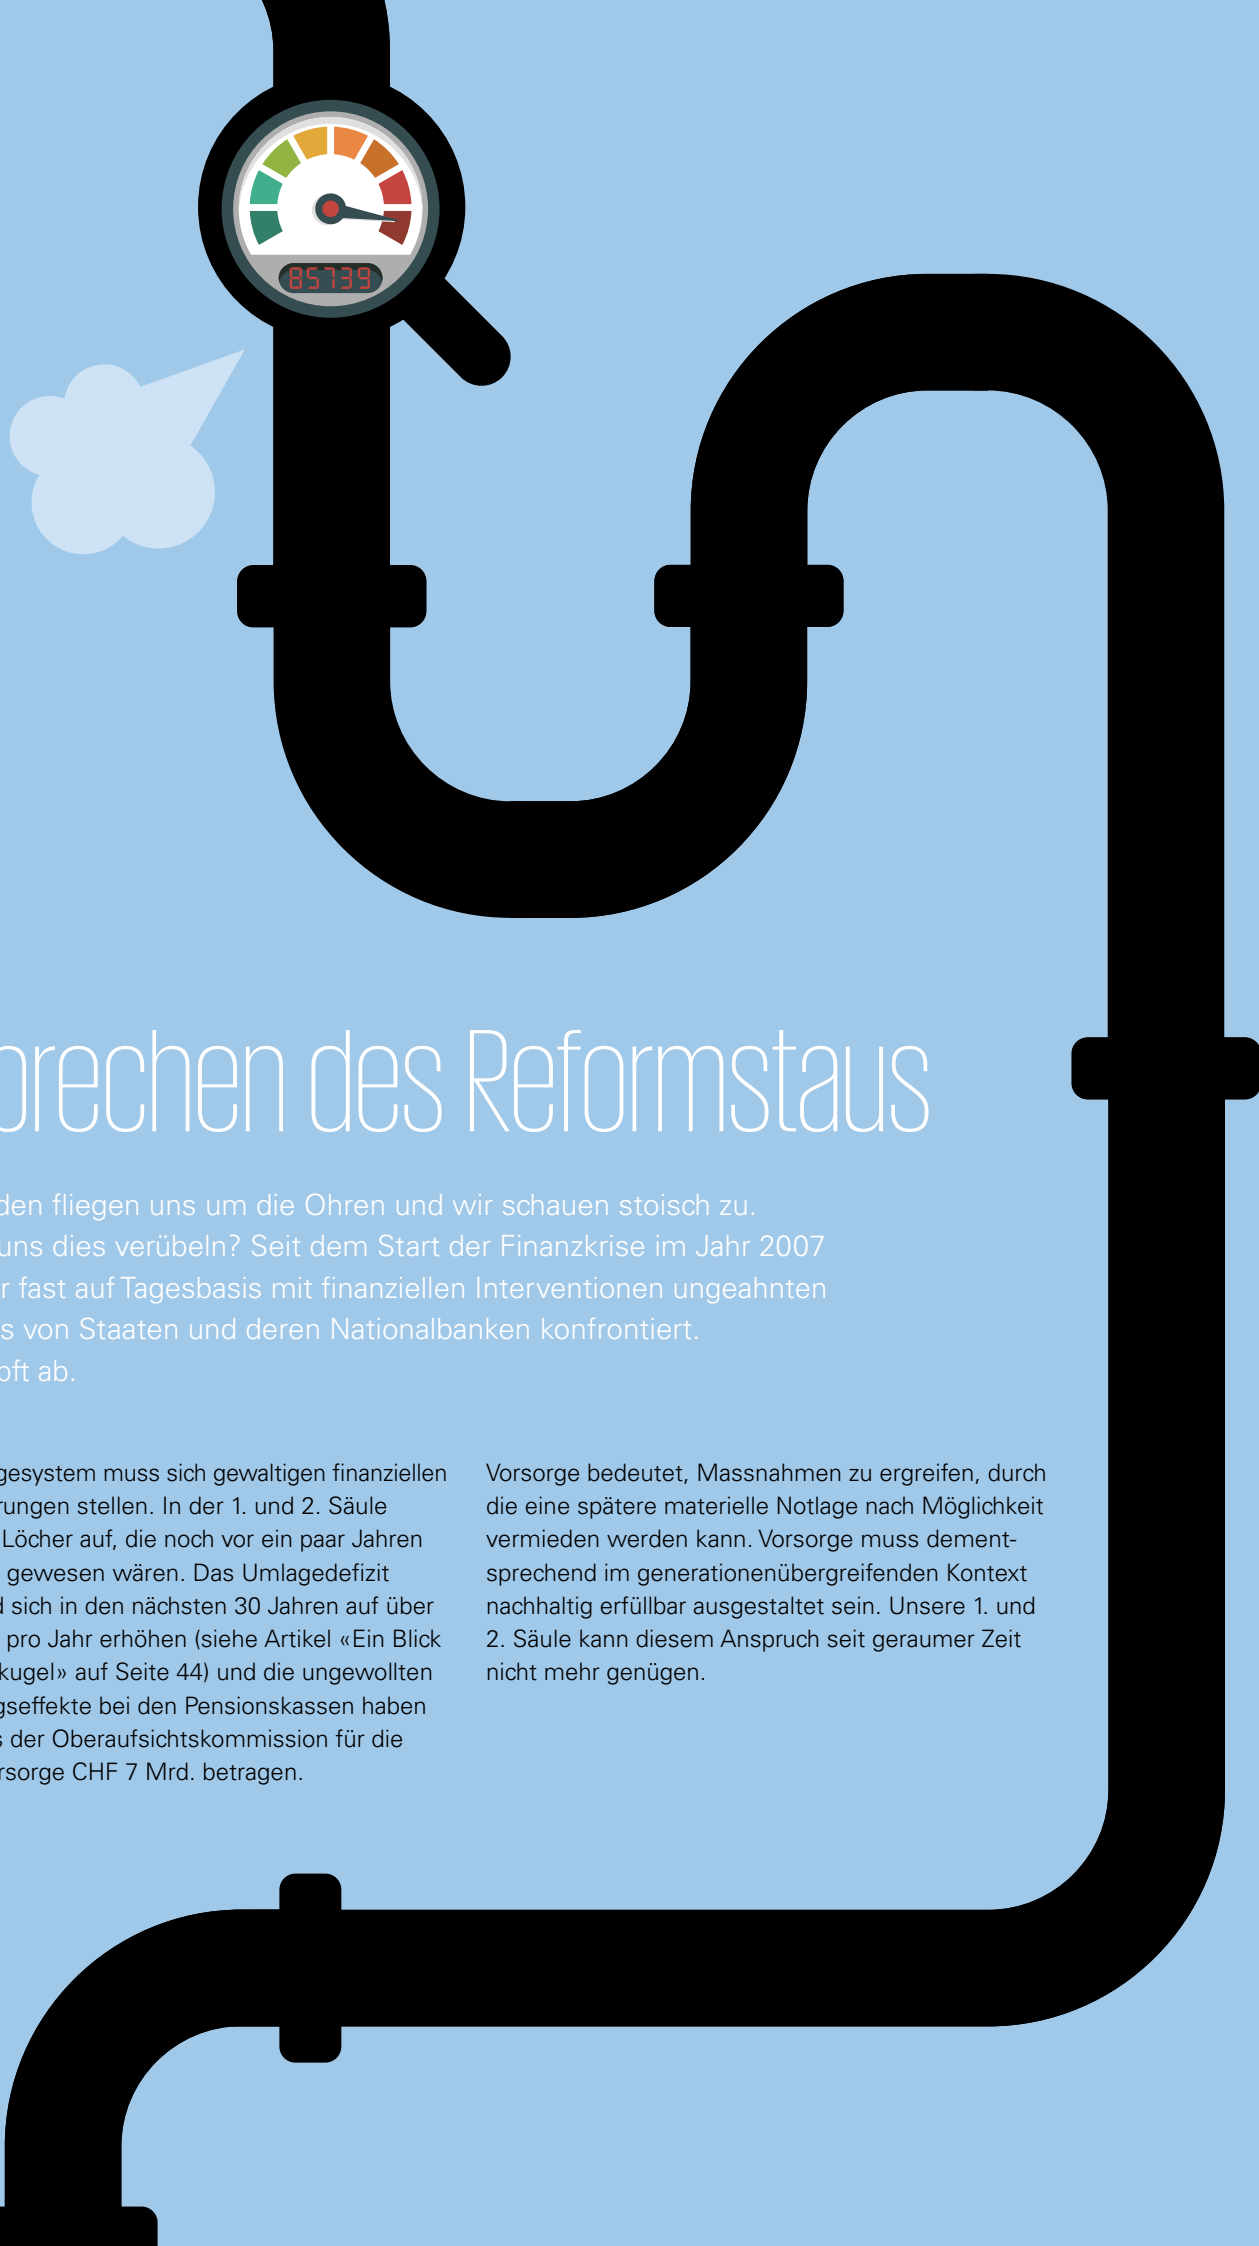 85739
brechen des Reformstaus
den fliegen uns um die Ohren und wir schauen stoisch zu.
uns dies verübeln? Seit dem Start der Finanzkrise im Jahr 2007
r fast auf Tagesbasis mit finanziellen Interventionen ungeahnten
s von Staaten und deren Nationalbanken konfrontiert.
pft ab.
gesystem muss sich gewaltigen finanziellen
rungen stellen. In der 1. und 2. Säule
Löcher auf, die noch vor ein paar Jahren
gewesen wären. Das Umlagedefizit
d sich in den nächsten 30 Jahren auf über
pro Jahr erhöhen (siehe Artikel «Ein Blick
kugel» auf Seite 44) und die ungewollten
gseffekte bei den Pensionskassen haben
s der Oberaufsichtskommission für die
rsorge CHF 7 Mrd. betragen.
Vorsorge bedeutet, Massnahmen zu ergreifen, durch
die eine spätere materielle Notlage nach Möglichkeit
vermieden werden kann. Vorsorge muss dement-
sprechend im generationenübergreifenden Kontext
nachhaltig erfüllbar ausgestaltet sein. Unsere 1. und
2. Säule kann diesem Anspruch seit geraumer Zeit
nicht mehr genügen.